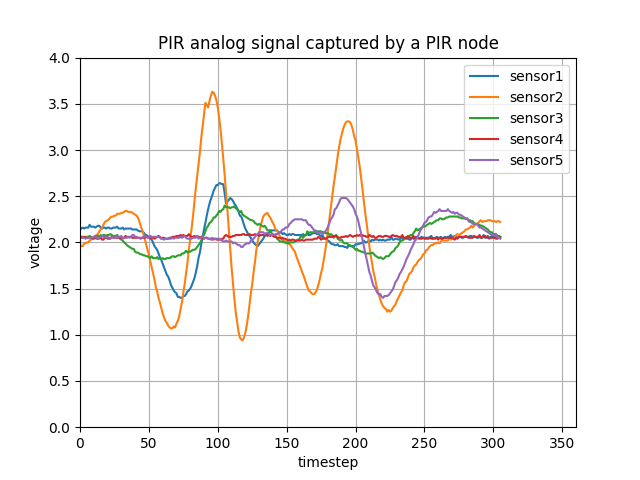 PIR analog signal captured by a PIR node
4.0
3.5
3.0
2.5
2.0
1.5
1.0
0.5
0.0
voltage
sensor1
sensor2
sensor3
sensor4
sensor5
0 50 100 150 200 250 300 350
timestep